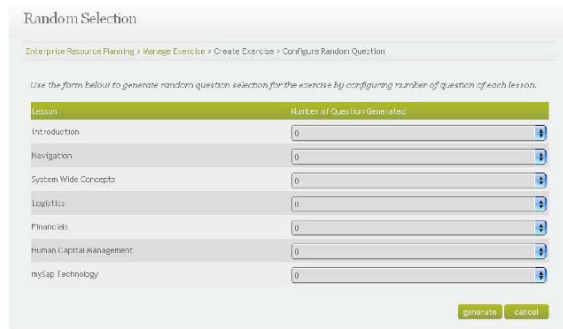 Random Selection
Enterprise Resource Planning » Manage Exercise » Create Exercise » Configure Random Question
Use the form below to generate random question selection for the exercise by configuring number of question of each lesson.
Lesson Number of Question Generated
Introduction 0
Navigation 0
System Wide Concepts 0
Logistics 0
Financials 0
Human Capital Management 0
mySap Technology 0
generate cancel